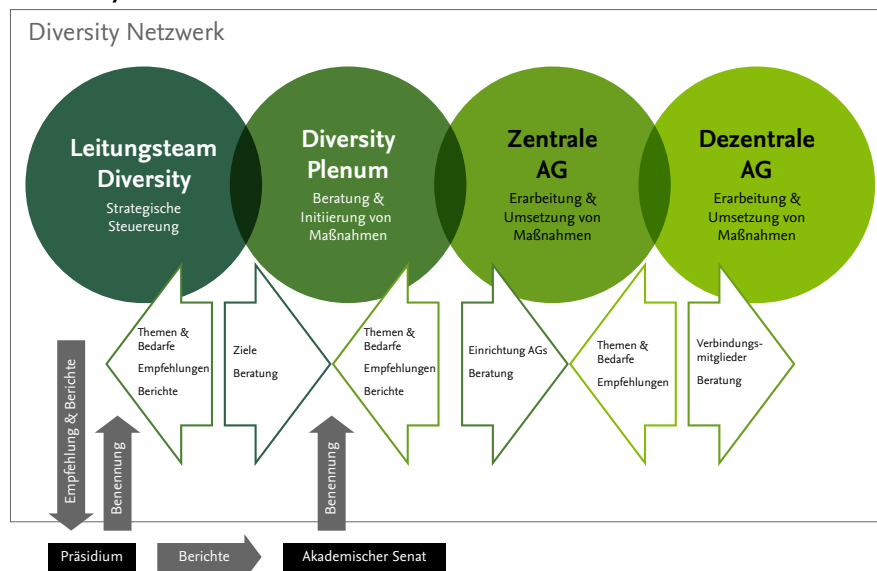 Diversity Netzwerk
Leitungsteam
Diversity
Strategische
Steuereung
Diversity
Plenum
Beratung &
Initiierung von
Maßnahmen
Zentrale
AG
Erarbeitung &
Umsetzung von
Maßnahmen
Dezentrale
AG
Erarbeitung &
Umsetzung von
Maßnahmen
Themen &
Bedarfe
Empfehlungen
Berichte
Ziele
Beratung
Themen &
Bedarfe
Empfehlungen
Berichte
Einrichtung AGs
Beratung
Themen &
Bedarfe
Empfehlungen
Verbindungs-
mitglieder
Beratung
Empfehlung & Berichte
Benennung
Benennung
Präsidium
Berichte
Akademischer Senat